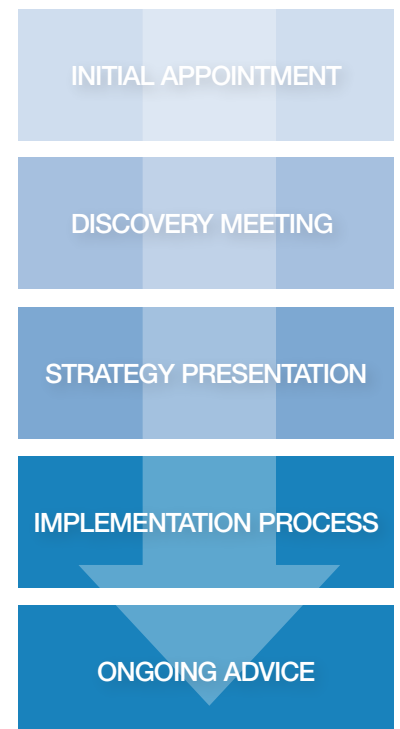 INITIAL APPOINTMENT
DISCOVERY MEETING
STRATEGY PRESENTATION
IMPLEMENTATION PROCESS
ONGOING ADVICE